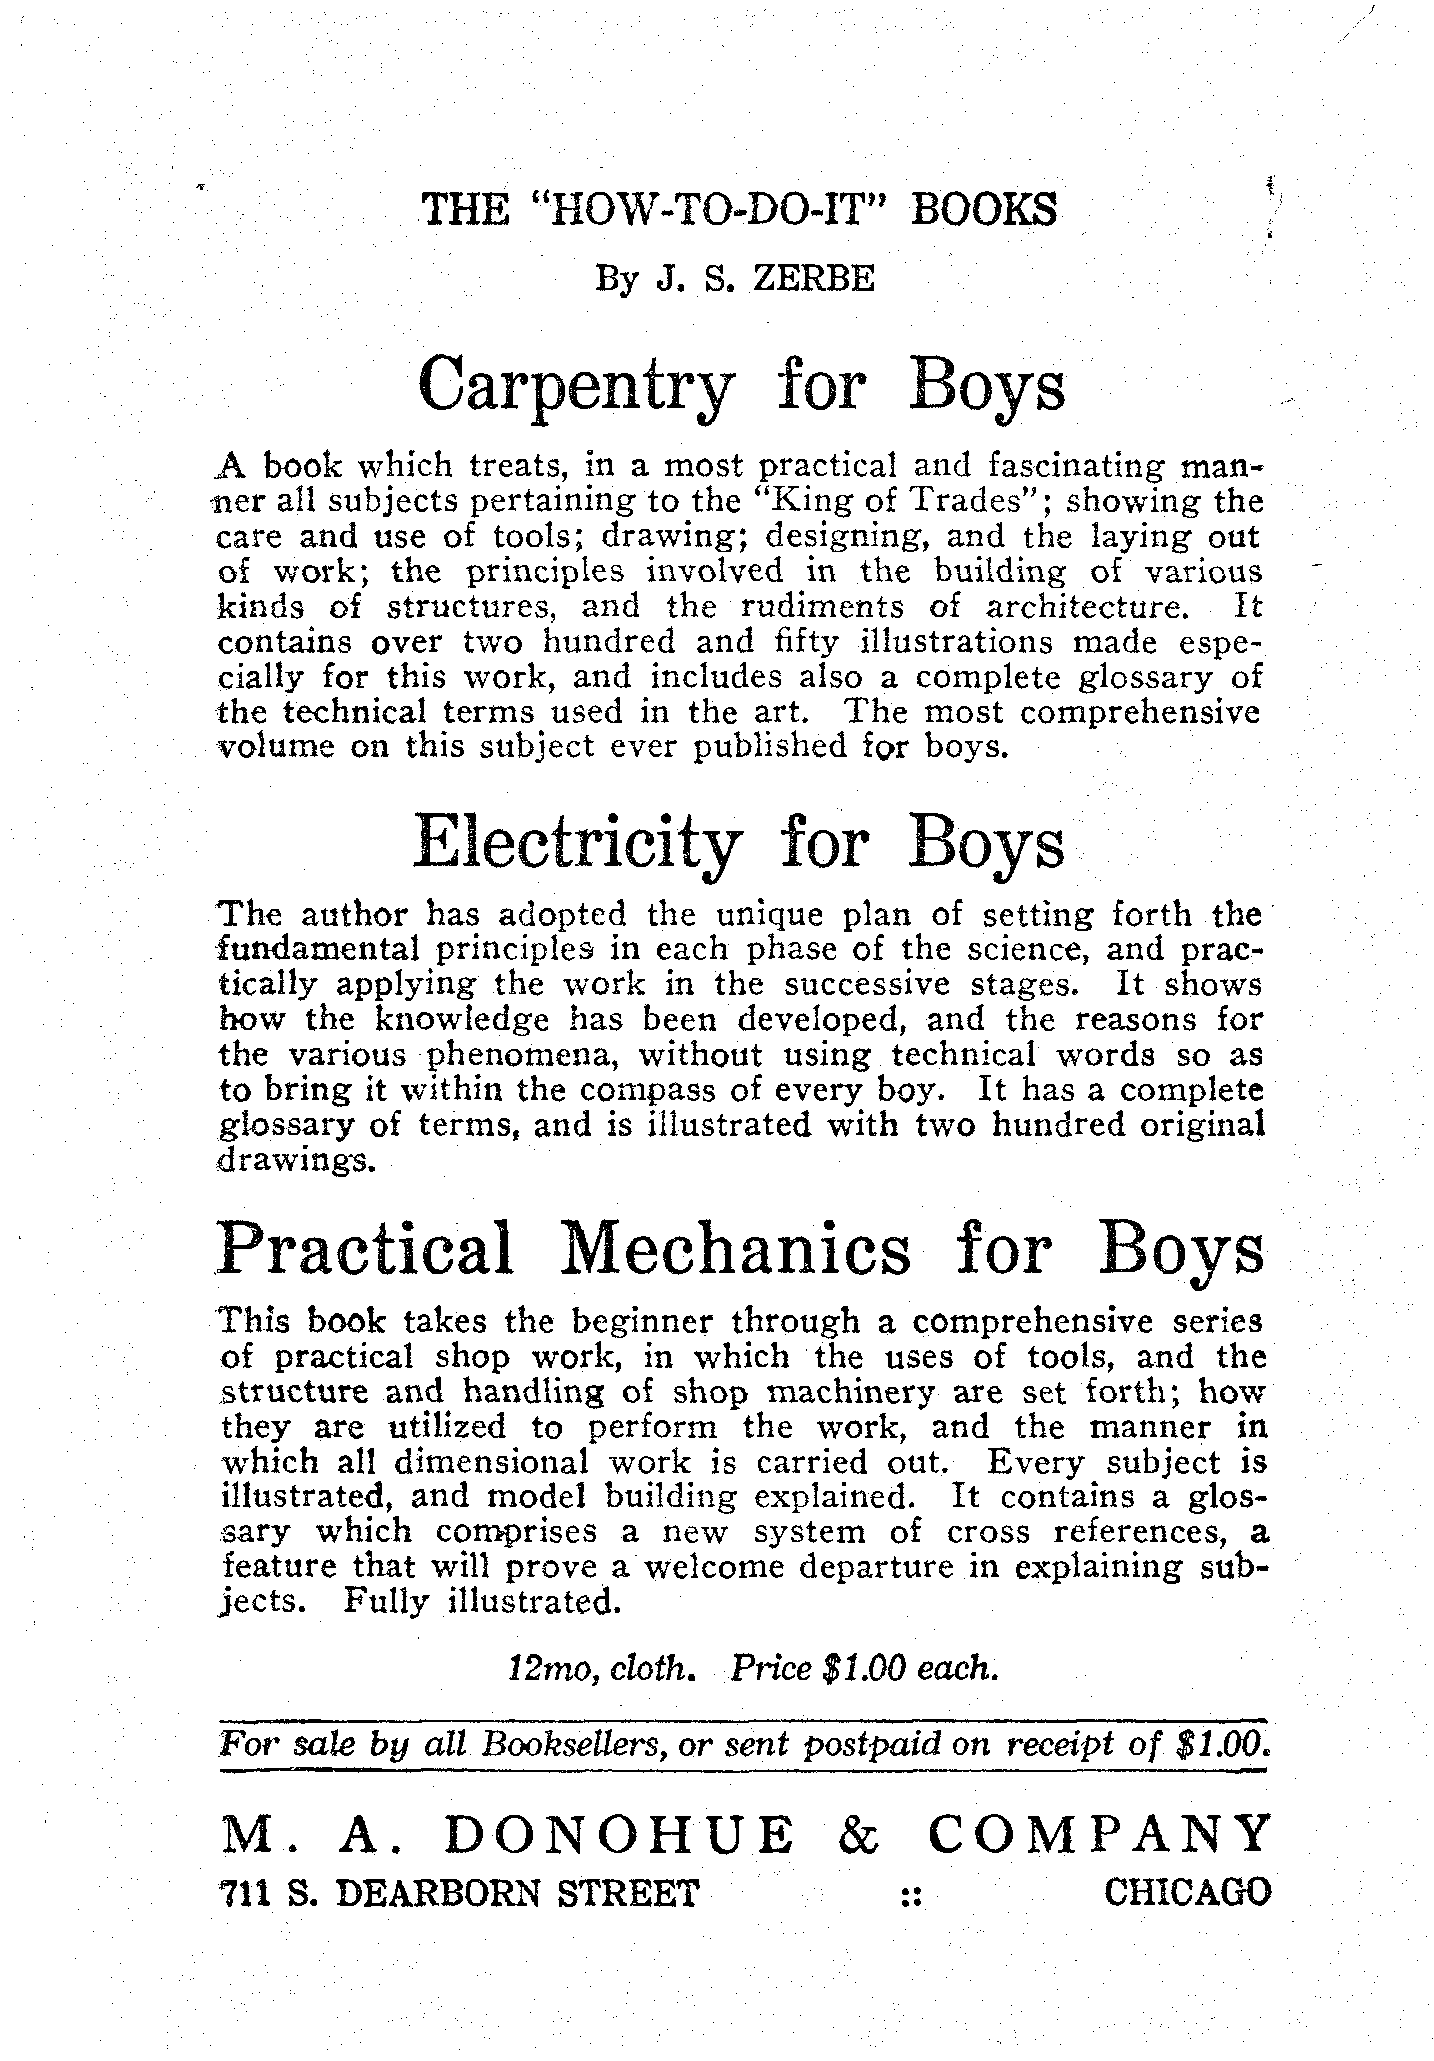 THE "HOW-TO-DO-IT" BOOKS
By J. S. ZERBE
Carpentry for Boys
A book which treats, in a most practical and fascinating man-
ner all subjects pertaining to the "King of Trades"; showing the
care and use of tools; drawing; designing, and the laying out
of work; the principles involved in the building of various
kinds of structures, and the rudiments of architecture. It
contains over two hundred and fifty illustrations made espe-
cially for this work, and includes also a complete glossary of
the technical terms used in the art. The most comprehensive
volume on this subject ever published for boys.
Electricity for Boys
The author has adopted the unique plan of setting forth the
fundamental principles in each phase of the science, and prac-
tically applying the work in the successive stages. It shows
how the knowledge has been developed, and the reasons for
the various phenomena, without using technical words so as
to bring it within the compass of every boy. It has a complete
glossary of terms, and is illustrated with two hundred original
drawings.
Practical Mechanics for Boys
This book takes the beginner through a comprehensive series
of practical shop work, in which the uses of tools, and the
structure and handling of shop machinery are set forth; how
they are utilized to perform the work, and the manner in
which all dimensional work is carried out. Every subject is
illustrated, and model building explained. It contains a glos-
sary which comprises a new system of cross references, a
feature that will prove a welcome departure in explaining sub-
jects. Fully illustrated.
12mo, cloth. Price $1.00 each.
For sale by all Booksellers, or sent postpaid on receipt of $1.00.
M. A. DONOHUE & COMPANY
711 S. DEARBORN STREET :: CHICAGO